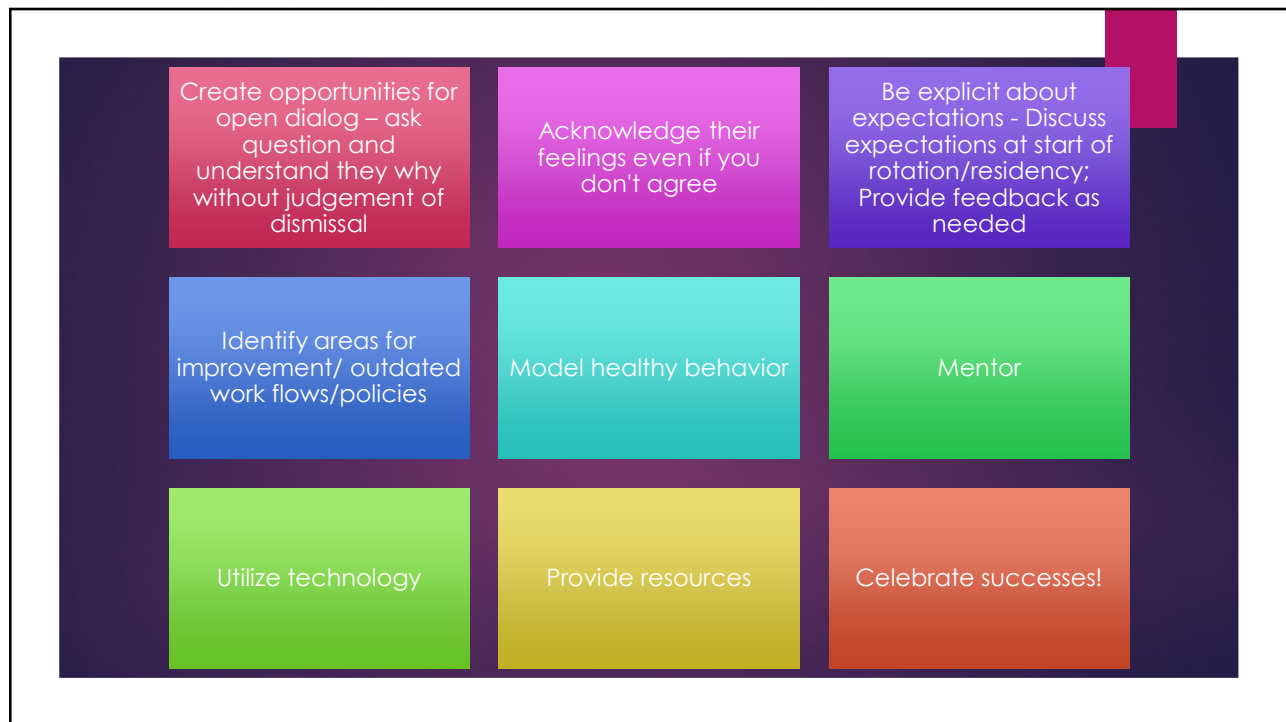 Create opportunities for
open dialog – ask
question and
understand they why
without judgement of
dismissal
Acknowledge their
feelings even if you
don't agree
Be explicit about
expectations - Discuss
expectations at start of
rotation/residency;
Provide feedback as
needed
Identify areas for
improvement/ outdated
work flows/policies
Model healthy behavior
Mentor
Utilize technology
Provide resources
Celebrate successes!